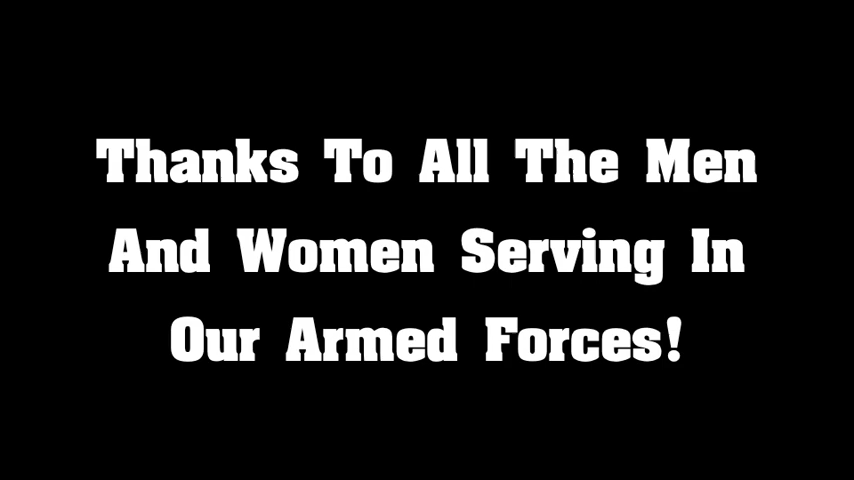 Thanks To All The Men
And Women Serving In
Our Armed Forces!